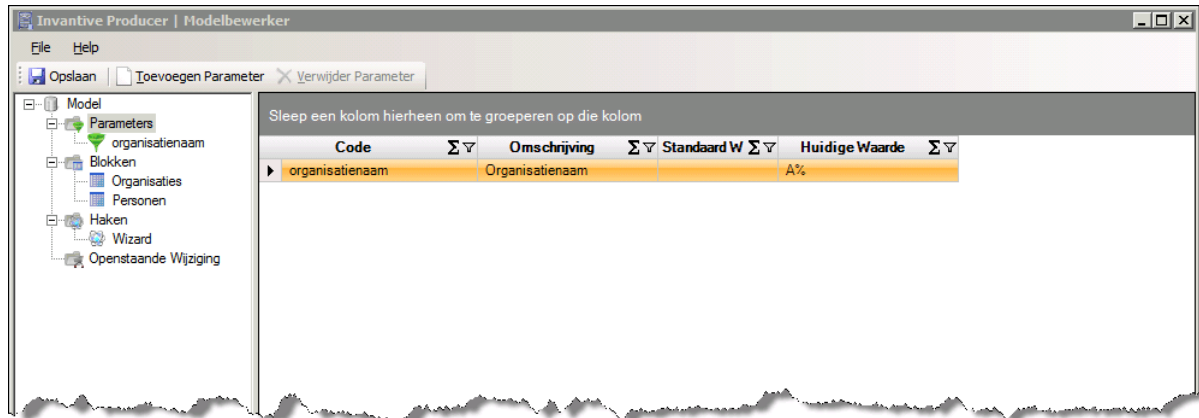 Invantive Producer | Modelbewerker
File Help
Opslaan Toevoegen Parameter Verwijder Parameter
Model
Parameters
organisatienaam
Blokken
Organisaties
Personen
Haken
Wizard
Openstaande Wijziging
Sleep een kolom hierheen om te groeperen op die kolom
Code Σ Omschrijving Σ Standaard W Σ Huidige Waarde Σ
organisatienaam Organisatienaam A%